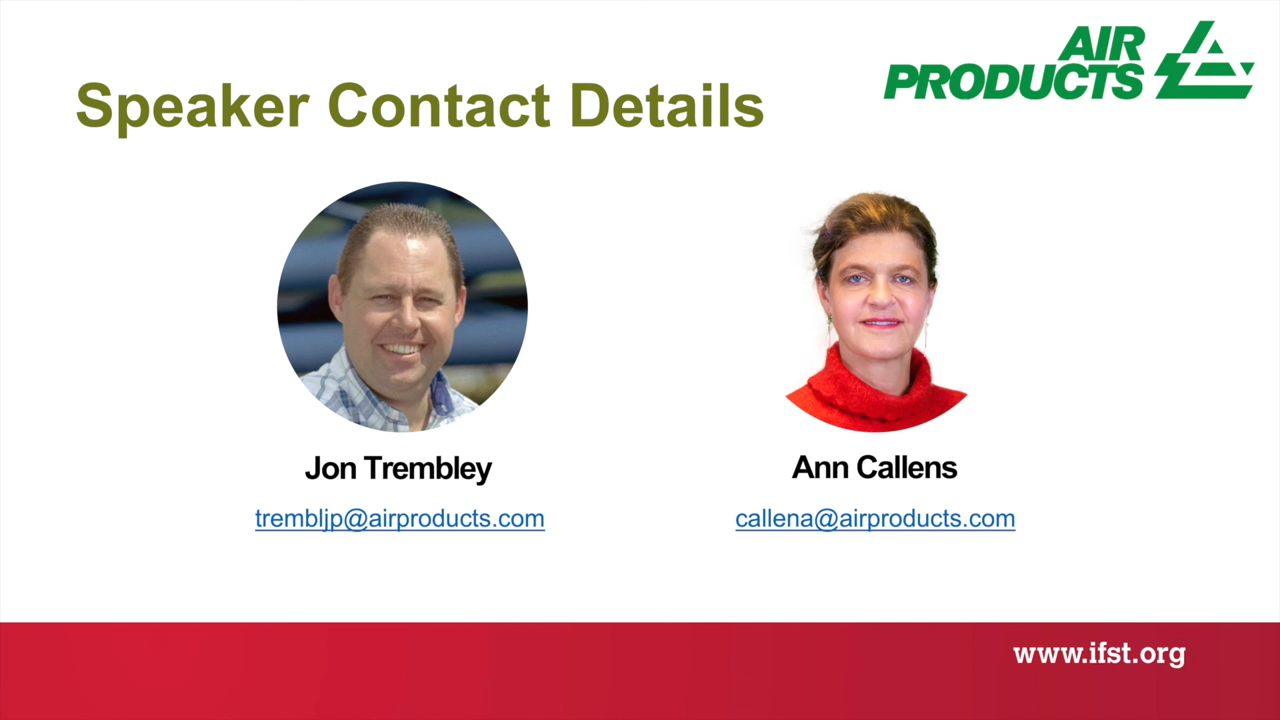 AIR
PRODUCTS
Speaker Contact Details
Jon Trembley
Ann Callens
trembljp@airproducts.com
callena@airproducts.com
www.ifst.org